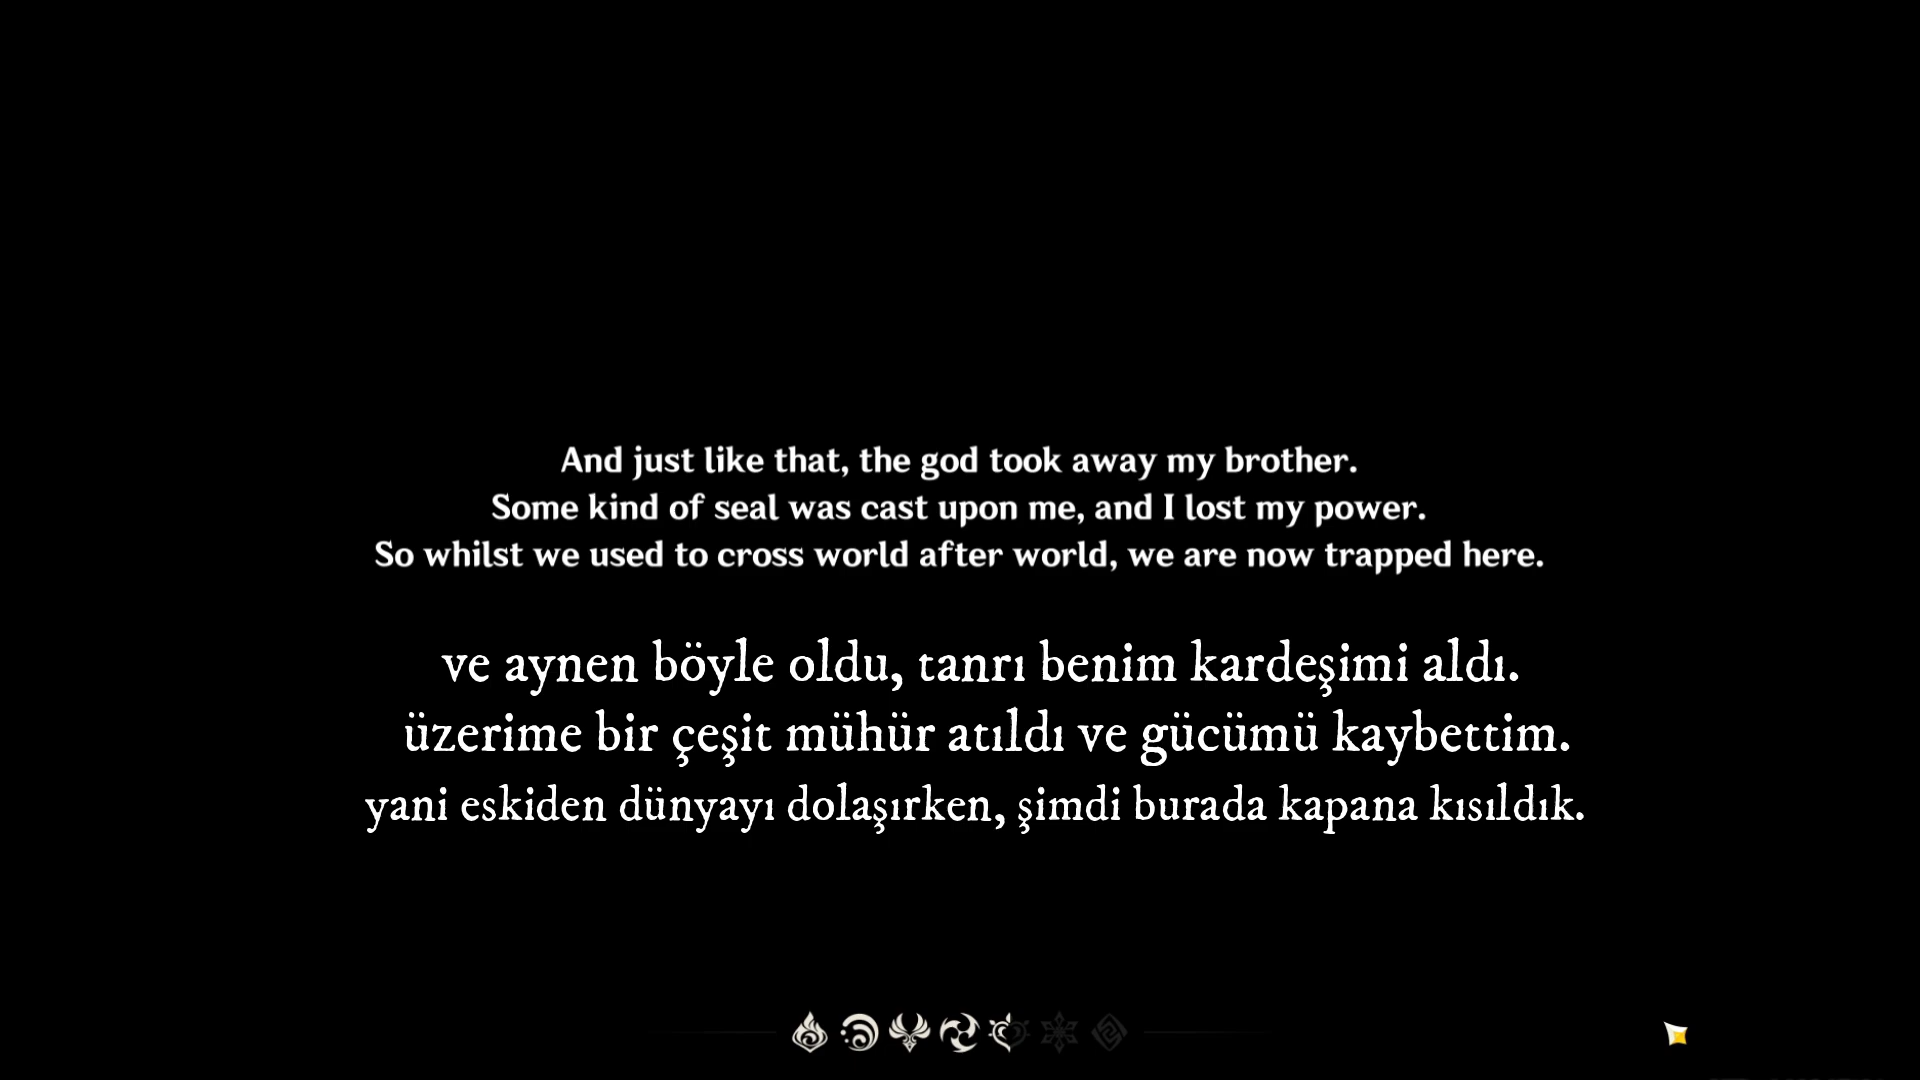 And just like that, the god took away my brother.
Some kind of seal was cast upon me, and I lost my power.
So whilst we used to cross world after world, we are now trapped here.
ve aynen böyle oldu, tanrı benim kardeşimi aldı.
üzerime bir çeşit mühür atıldı ve gücümü kaybettim.
yani eskiden dünyayı dolaşırken, şimdi burada kapana kısıldık.